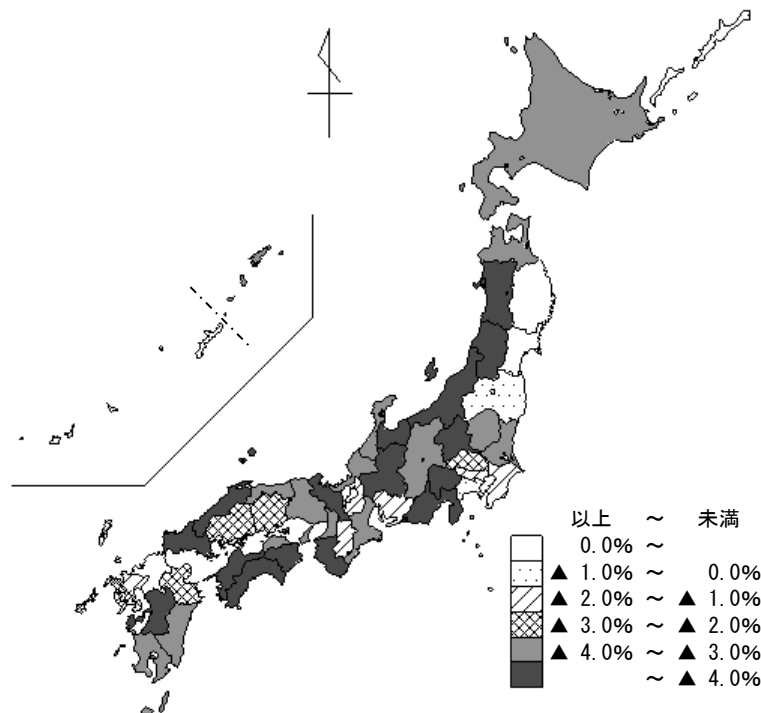 以上 ～ 未満
0.0% ～
▲ 1.0% ～ 0.0%
▲ 2.0% ～ ▲ 1.0%
▲ 3.0% ～ ▲ 2.0%
▲ 4.0% ～ ▲ 3.0%
～ ▲ 4.0%